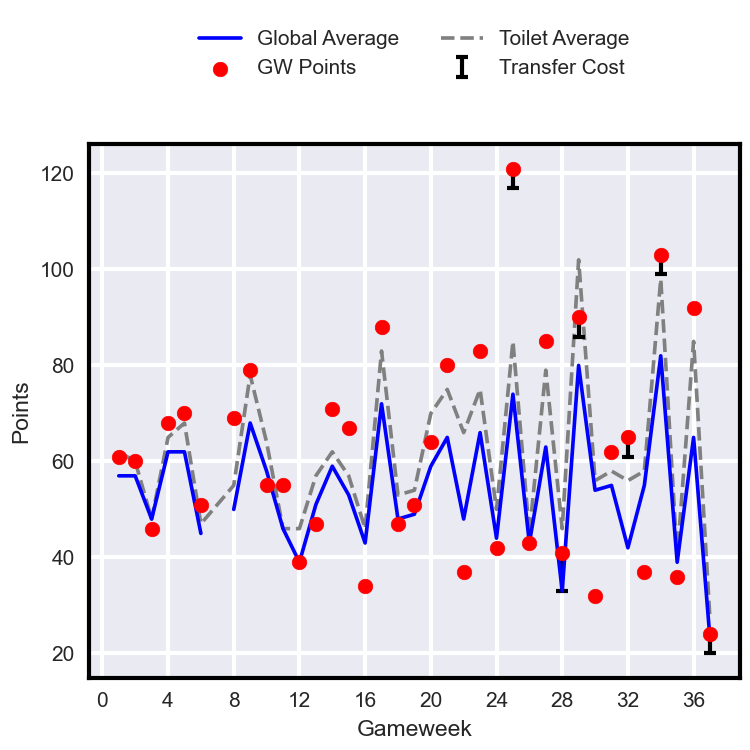 Global Average
GW Points
Toilet Average
Transfer Cost
Points
120
100
80
60
40
20
0 4 8 12 16 20 24 28 32 36
Gameweek